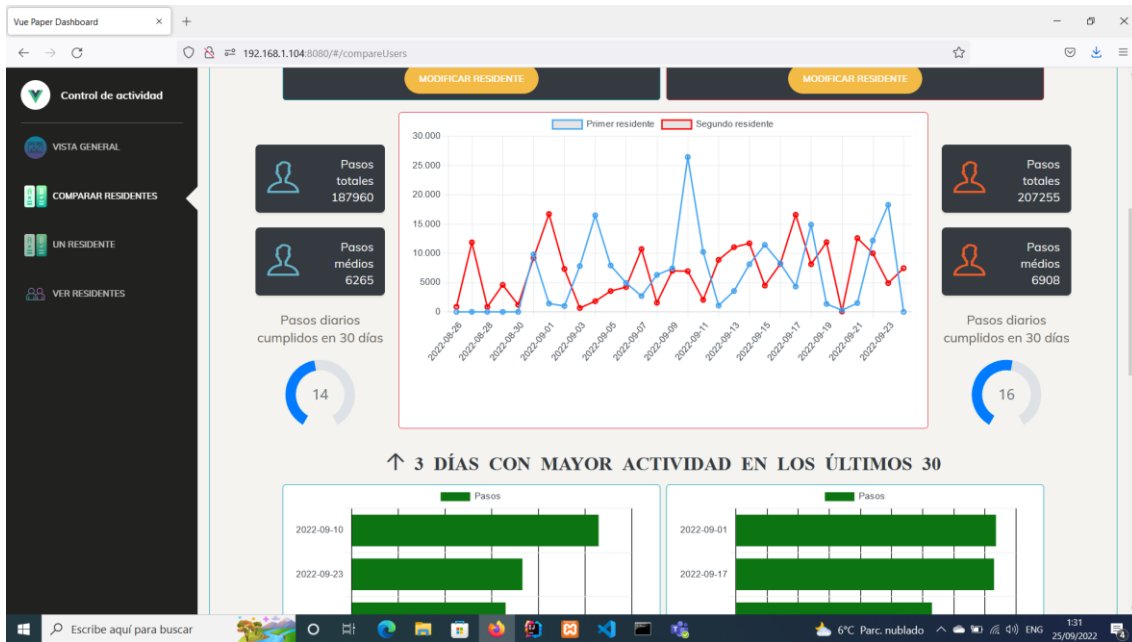 Vue Paper Dashboard
192.168.1.104:8080/#/compareUsers
Control de actividad
VISTA GENERAL
COMPARAR RESIDENTES
UN RESIDENTE
VER RESIDENTES
MODIFICAR RESIDENTE
MODIFICAR RESIDENTE
Pasos
totales
187960
Pasos
médios
6265
Pasos diarios
cumplidos en 30 días
14
Primer residente
Segundo residente
30.000
25.000
20.000
15.000
10.000
5000
0
2022-08-26
2022-08-28
2022-08-30
2022-09-01
2022-09-03
2022-09-05
2022-09-07
2022-09-09
2022-09-11
2022-09-13
2022-09-15
2022-09-17
2022-09-19
2022-09-21
2022-09-23
Pasos
totales
207255
Pasos
médios
6908
Pasos diarios
cumplidos en 30 días
16
3 DÍAS CON MAYOR ACTIVIDAD EN LOS ÚLTIMOS 30
Pasos
2022-09-10
2022-09-23
Pasos
2022-09-01
2022-09-17
Escribe aquí para buscar
6°C Parc. nublado
ENG
1:31
25/09/2022